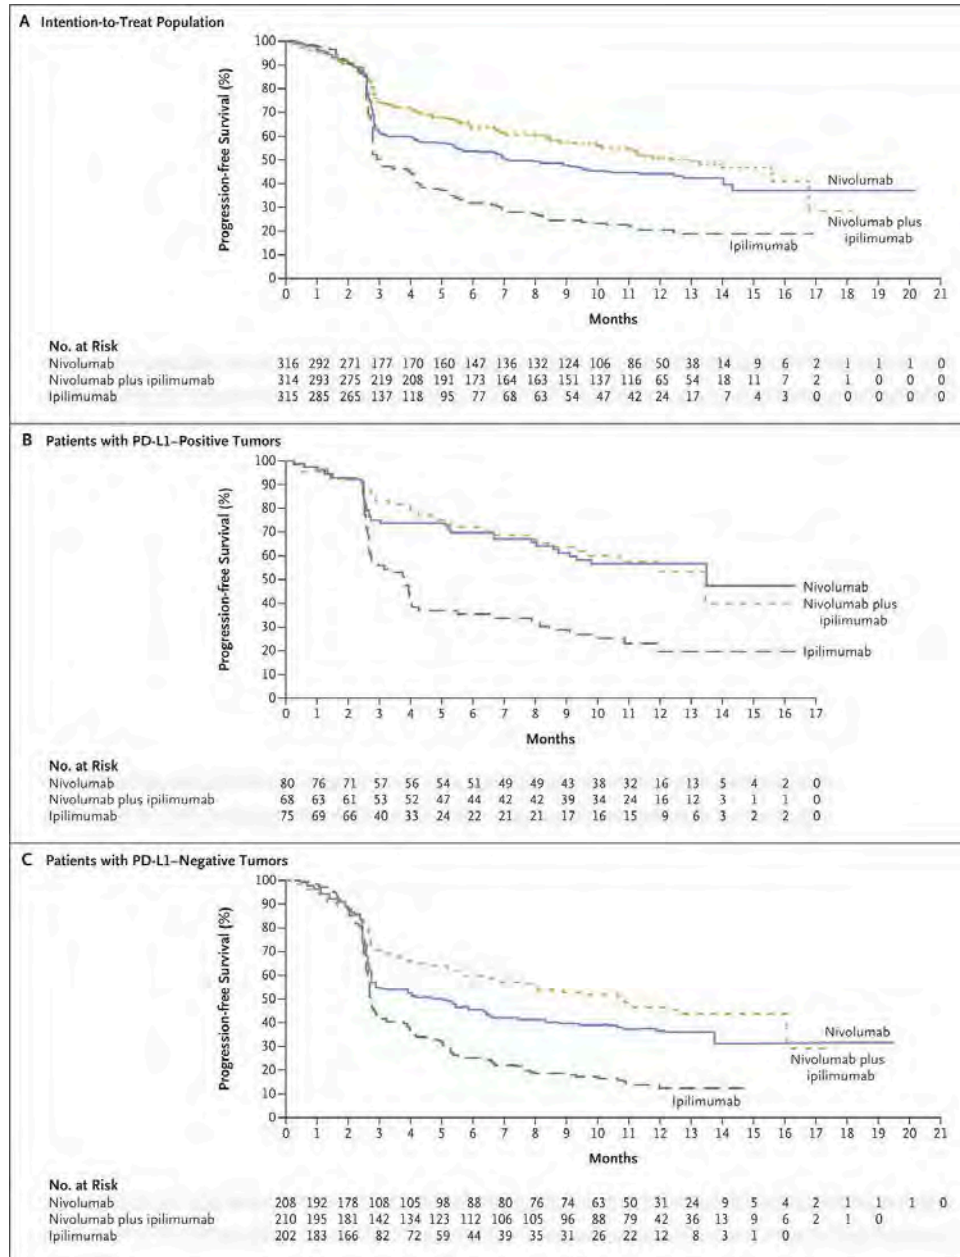 A Intention-to-Treat Population
100
90
80
70
60
50
40
30
20
10
0
Progression-free Survival (%)
Nivolumab
Nivolumab plus
ipilimumab
Ipilimumab
0 1 2 3 4 5 6 7 8 9 10 11 12 13 14 15 16 17 18 19 20 21
Months
No. at Risk
Nivolumab 316 292 271 177 170 160 147 136 132 124 106 86 50 38 14 9 6 2 1 1 1 0
Nivolumab plus ipilimumab 314 293 275 219 208 191 173 164 163 151 137 116 65 54 18 11 7 2 1 0 0 0
Ipilimumab 315 285 265 137 118 95 77 68 63 54 47 42 24 17 7 4 3 0 0 0 0 0
B Patients with PD-L1–Positive Tumors
100
90
80
70
60
50
40
30
20
10
0
Progression-free Survival (%)
Nivolumab
Nivolumab plus
ipilimumab
Ipilimumab
0 1 2 3 4 5 6 7 8 9 10 11 12 13 14 15 16 17
Months
No. at Risk
Nivolumab 80 76 71 57 56 54 51 49 49 43 38 32 16 13 5 4 2 0
Nivolumab plus ipilimumab 68 63 61 53 52 47 44 42 42 39 34 24 16 12 3 1 1 0
Ipilimumab 75 69 66 40 33 24 22 21 21 17 16 15 9 6 3 2 2 0
C Patients with PD-L1–Negative Tumors
100
90
80
70
60
50
40
30
20
10
0
Progression-free Survival (%)
Nivolumab
Nivolumab plus
ipilimumab
Ipilimumab
0 1 2 3 4 5 6 7 8 9 10 11 12 13 14 15 16 17 18 19 20 21
Months
No. at Risk
Nivolumab 208 192 178 108 105 98 88 80 76 74 63 50 31 24 9 5 4 2 1 1 1 0
Nivolumab plus ipilimumab 210 195 181 142 134 123 112 106 105 96 88 79 42 36 13 9 6 2 1 0
Ipilimumab 202 183 166 82 72 59 44 39 35 31 26 22 12 8 3 1 0